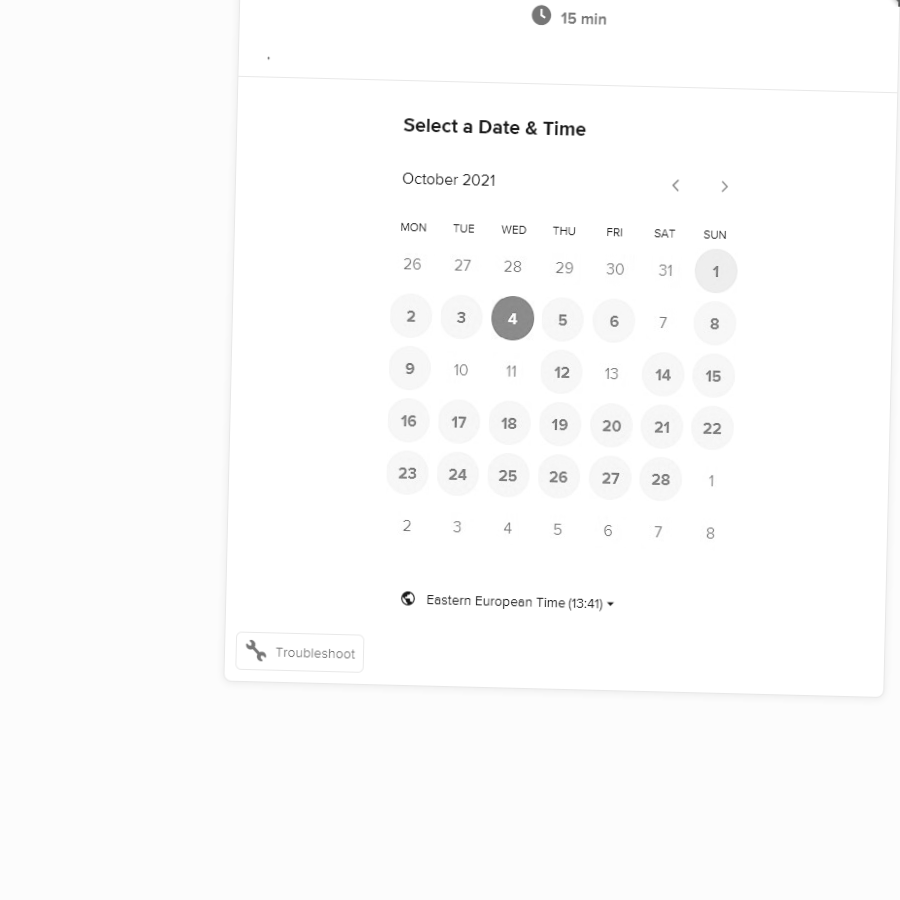 15 min
.
Select a Date & Time
October 2021
MON TUE WED THU FRI SAT SUN
26 27 28 29 30 31 1
2 3 4 5 6 7 8
9 10 11 12 13 14 15
16 17 18 19 20 21 22
23 24 25 26 27 28 1
2 3 4 5 6 7 8
Eastern European Time (13:41)
Troubleshoot